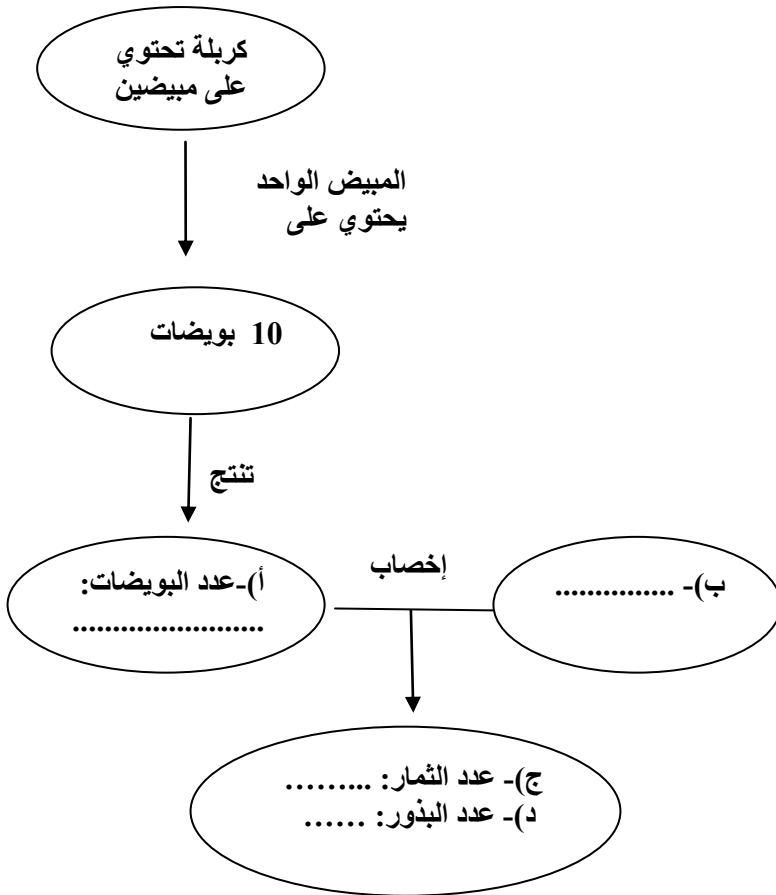 كربلة تحتوي
على مبيضين
المبيض الواحد
يحتوي على
10 بويضات
تنتج
أ)-عدد البويضات:
........................
إخصاب
ب)- ...............
ج)- عدد الثمار: .........
د)- عدد البذور: ......